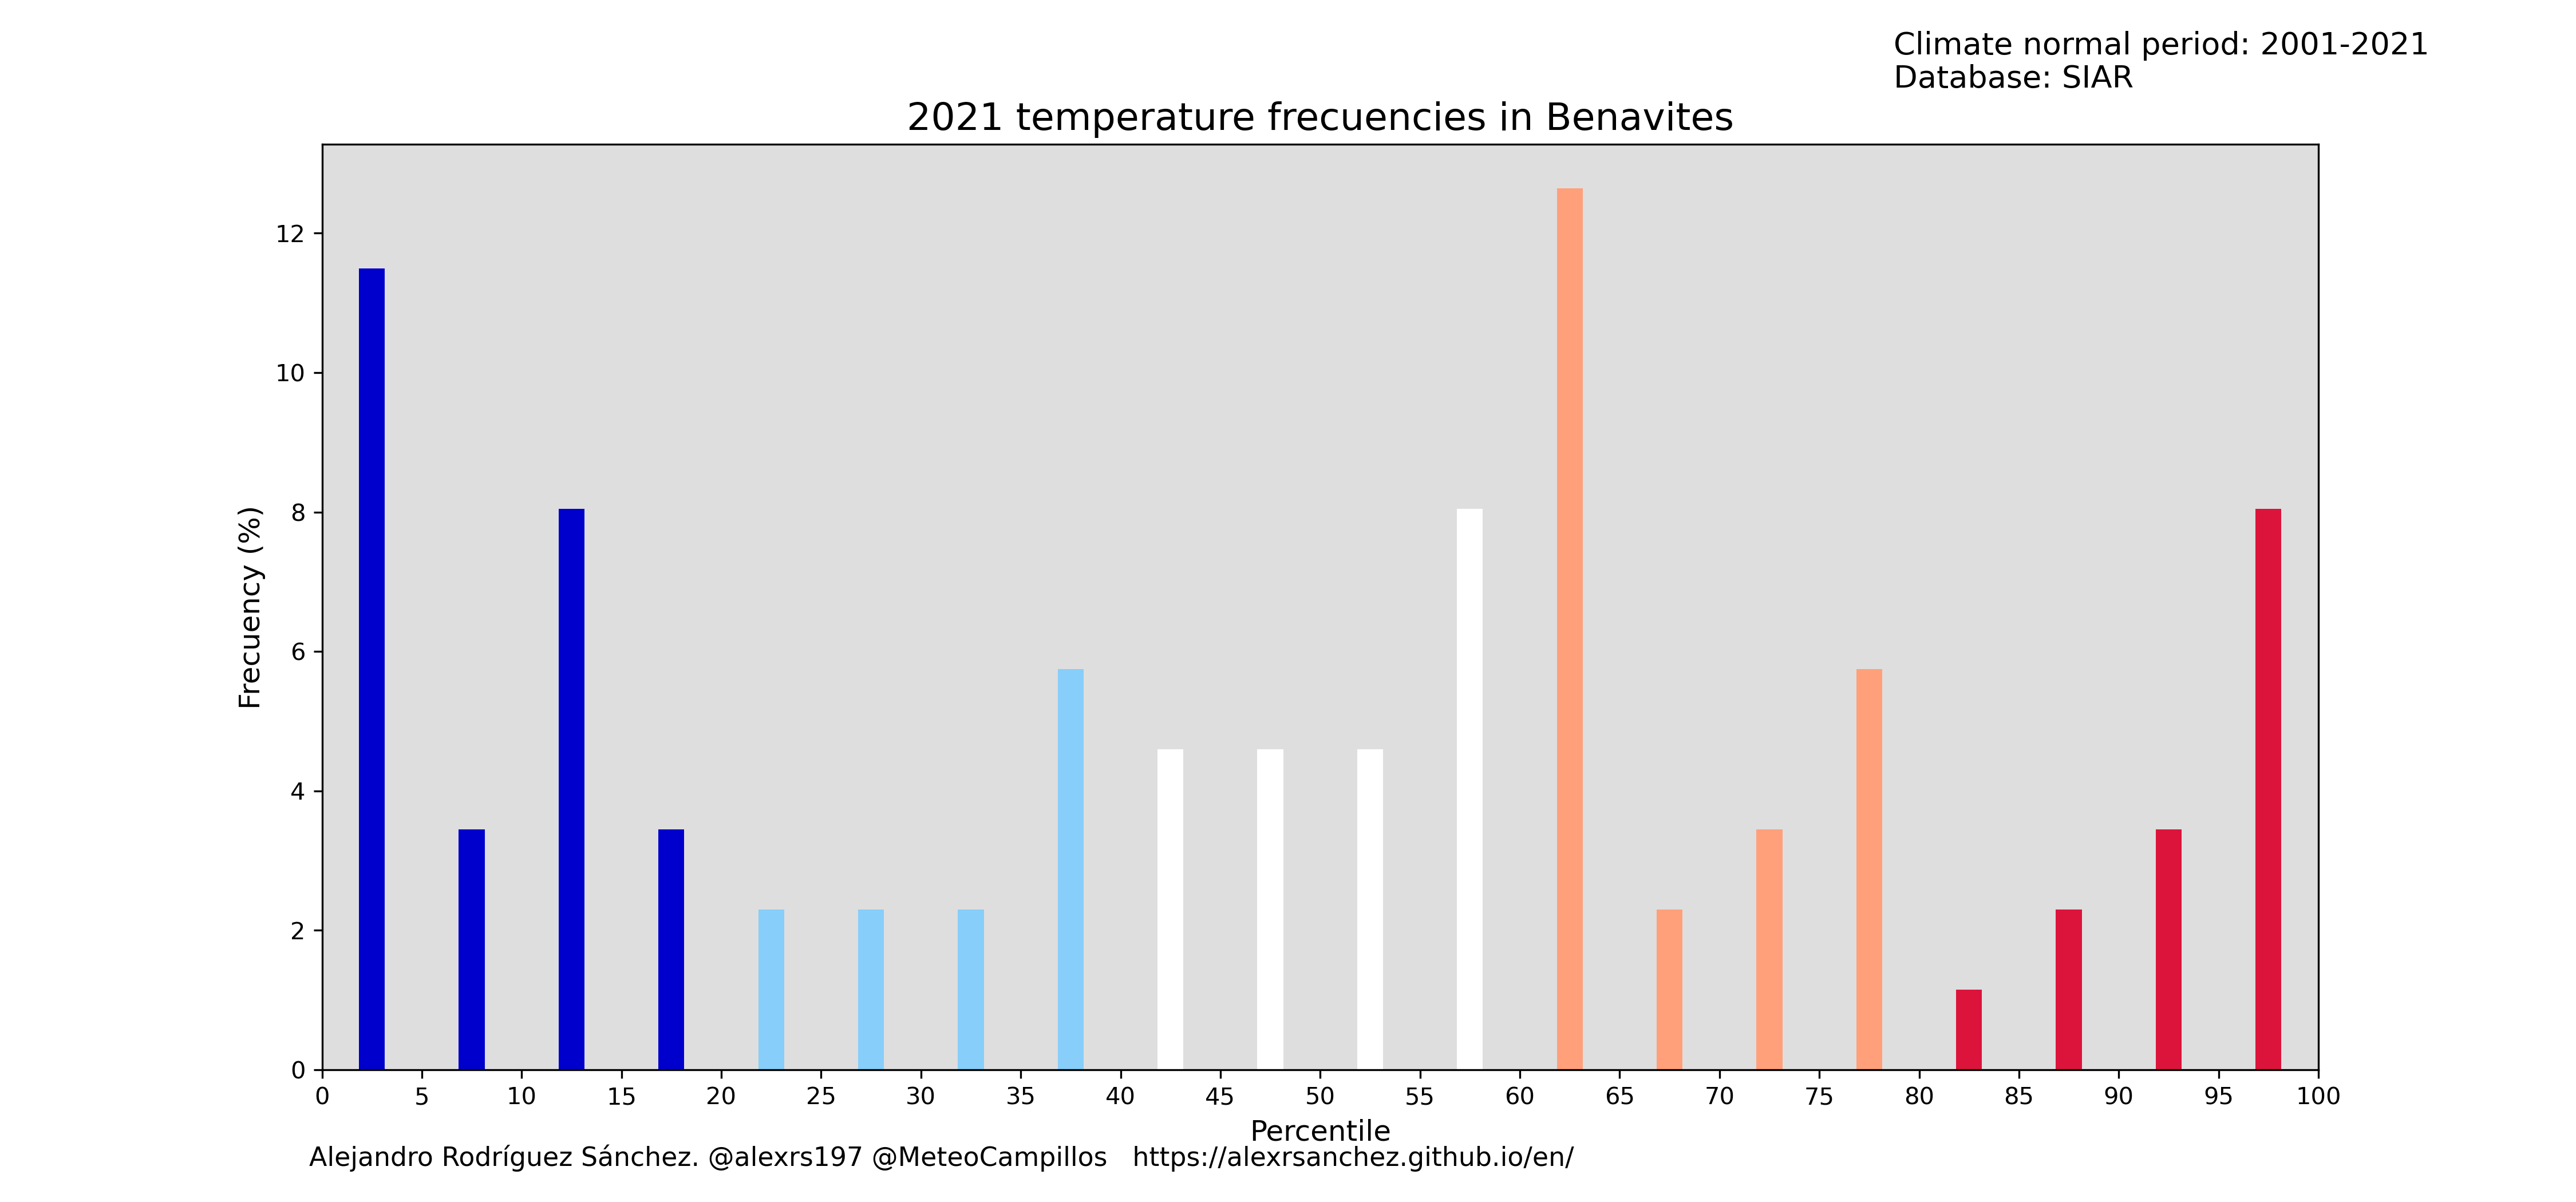 Climate normal period: 2001-2021
Database: SIAR
2021 temperature frecuencies in Benavites
Frecuency (%)
12
10
8
6
4
2
0
0 5 10 15 20 25 30 35 40 45 50 55 60 65 70 75 80 85 90 95 100
Percentile
Alejandro Rodríguez Sánchez. @alexrs197 @MeteoCampillos https://alexrsanchez.github.io/en/